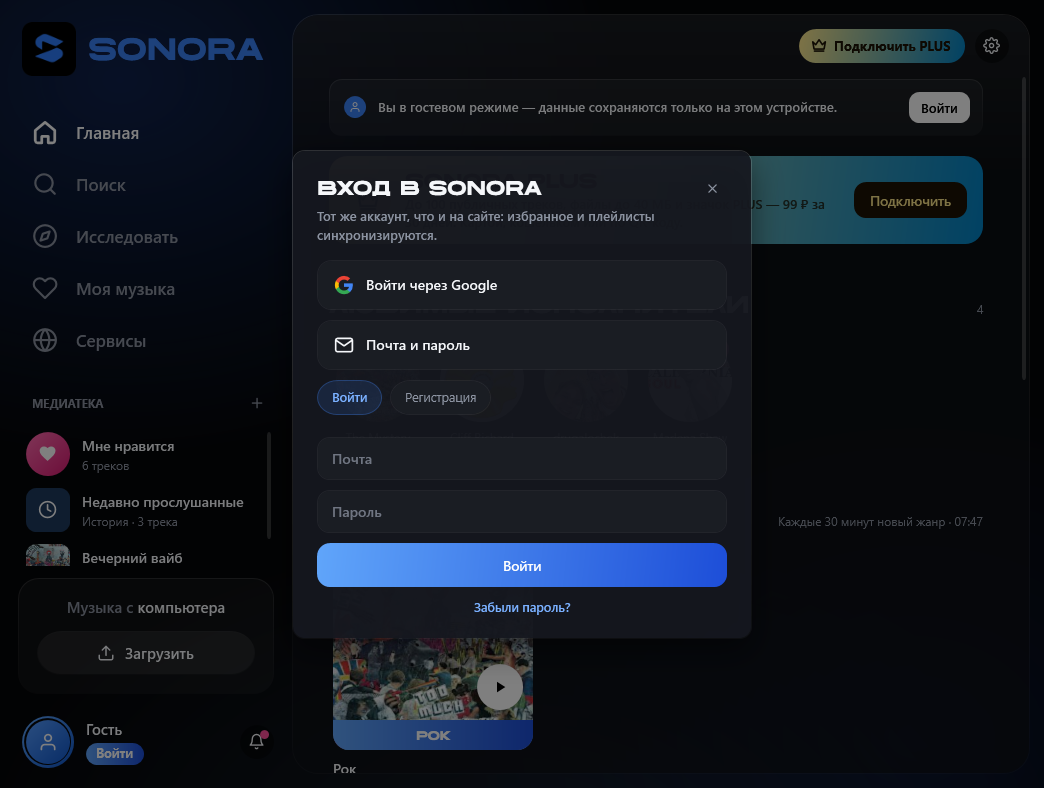 SONORA
Главная
Поиск
Исследовать
Моя музыка
Сервисы
МЕДИАТЕКА
Мне нравится
6 треков
Недавно прослушанные
История · 3 трека
Вечерний вайб
Музыка с компьютера
Загрузить
Гость
Войти
Подключить PLUS
Вы в гостевом режиме — данные сохраняются только на этом устройстве.
Войти
— 99 ₽ за
Подключить
4
Каждые 30 минут новый жанр · 07:47
ВХОД В SONORA
Тот же аккаунт, что и на сайте: избранное и плейлисты
синхронизируются.
Войти через Google
Почта и пароль
Войти
Регистрация
Почта
Пароль
Войти
Забыли пароль?
TOO
MUCH
РОК
Рок